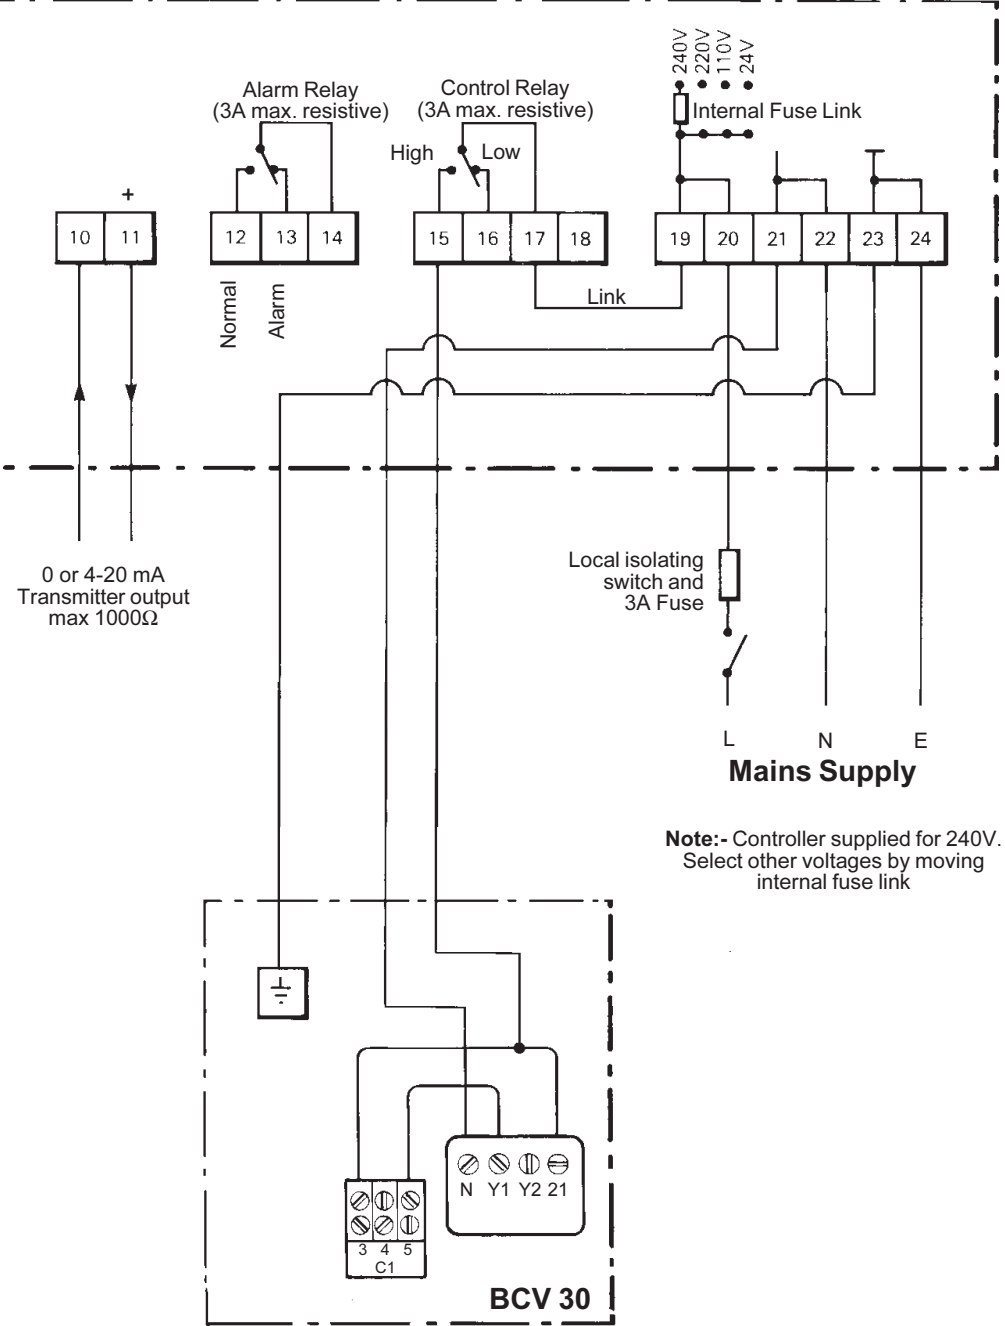 240V
220V
110V
24V
Alarm Relay
(3A max. resistive)
Control Relay
(3A max. resistive)
Internal Fuse Link
High
Low
+
10 11
12 13 14
15 16 17 18
19 20 21 22 23 24
Normal
Alarm
Link
0 or 4-20 mA
Transmitter output
max 1000Ω
Local isolating
switch and
3A Fuse
L N E
Mains Supply
Note:- Controller supplied for 240V.
Select other voltages by moving
internal fuse link
N Y1 Y2 21
3 4 5
C1
BCV 30